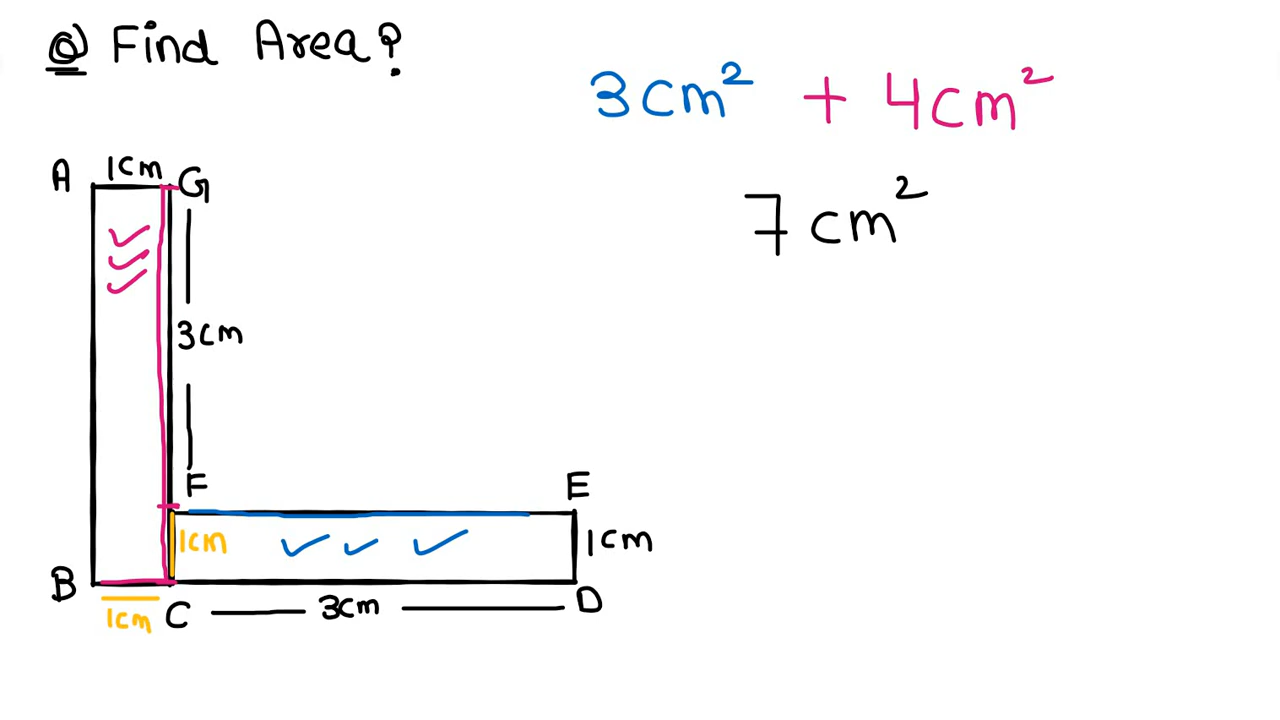 Q) Find Area?
3cm² + 4cm²
7cm²
A 1cm G
3cm
F E
1cm 1cm
B C 3cm D
1cm